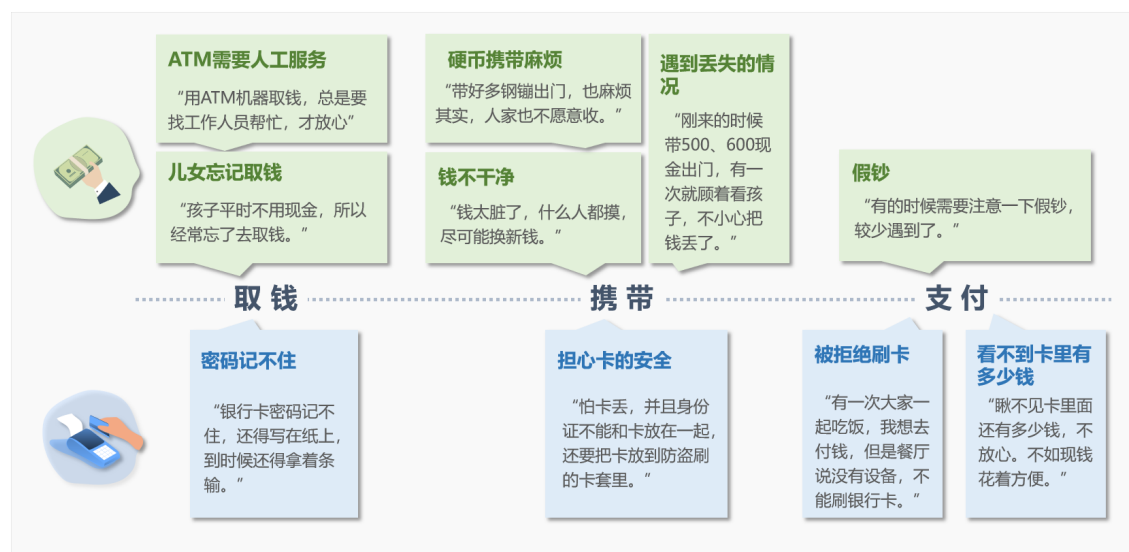 ATM需要人工服务
“用ATM机器取钱，总是要
找工作人员帮忙，才放心”
儿女忘记取钱
“孩子平时不用现金，所以
经常忘了去取钱。”
硬币携带麻烦
“带好多钢镚出门，也麻烦
其实，人家也不愿意收。”
钱不干净
“钱太脏了，什么人都摸，
尽可能换新钱。”
遇到丢失的情
况
“刚来的时候
带500、600现
金出门，有一
次就顾着看孩
子，不小心把
钱丢了。”
假钞
“有的时候需要注意一下假钞，
较少遇到了。”
取 钱
携 带
支 付
密码记不住
“银行卡密码记不
住，还得写在纸上，
到时候还得拿着条
输。”
担心卡的安全
“怕卡丢，并且身份
证不能和卡放在一起，
还要把卡放到防盗刷
的卡套里。”
被拒绝刷卡
“有一次大家一
起吃饭，我想去
付钱，但是餐厅
说没有设备，不
能刷银行卡。”
看不到卡里有
多少钱
“瞅不见卡里面
还有多少钱，不
放心。不如现钱
花着方便。”